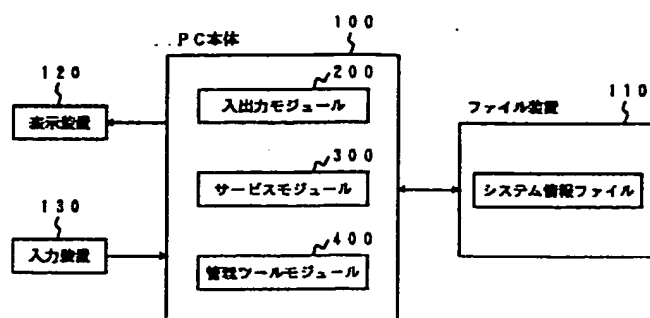 100
PC本体
120
表示装置
200
入出力モジュール
110
ファイル装置
300
サービスモジュール
システム情報ファイル
130
入力装置
400
管理ツールモジュール